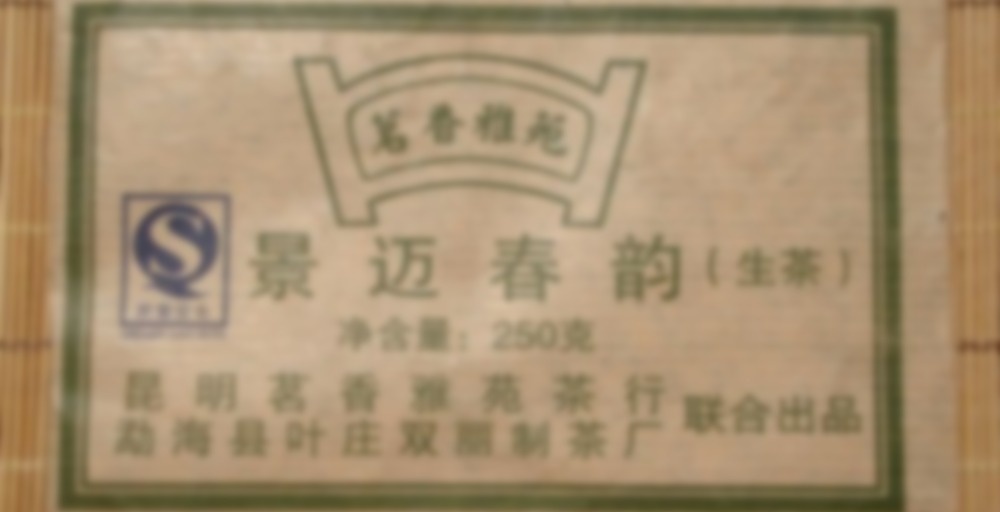 茗香雅苑
景迈春韵（生茶）
净含量：250克
昆明茗香雅苑茶行
勐海县叶庄双丽制茶厂
联合出品